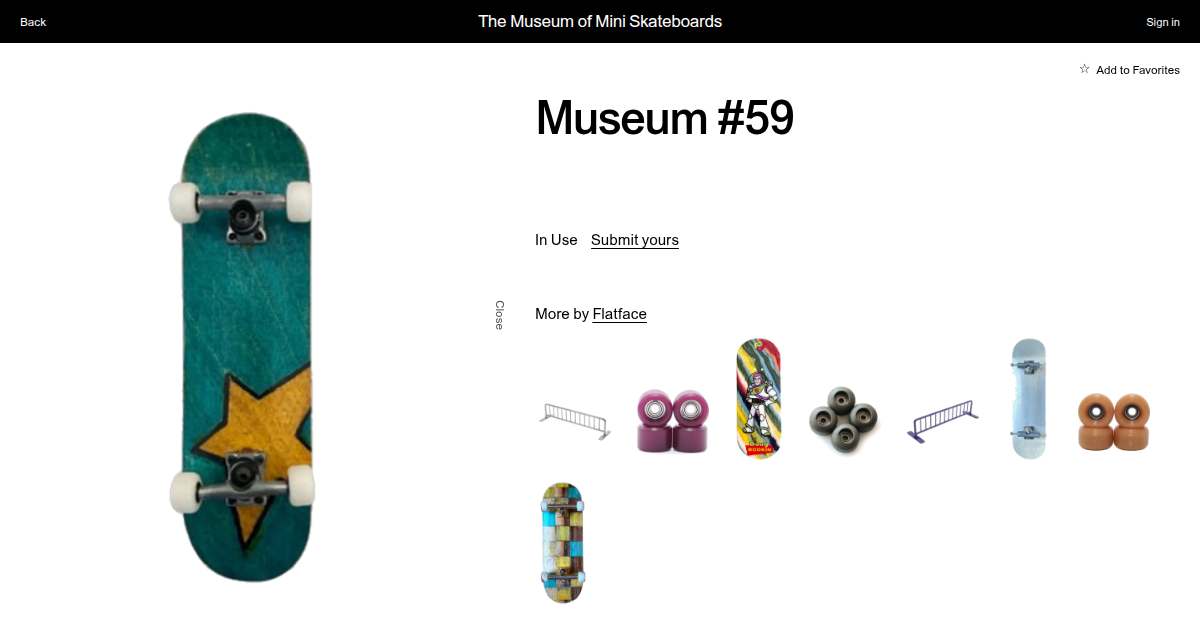 Back
The Museum of Mini Skateboards
Sign in
☆ Add to Favorites
Museum #59
In Use Submit yours
Close
More by Flatface